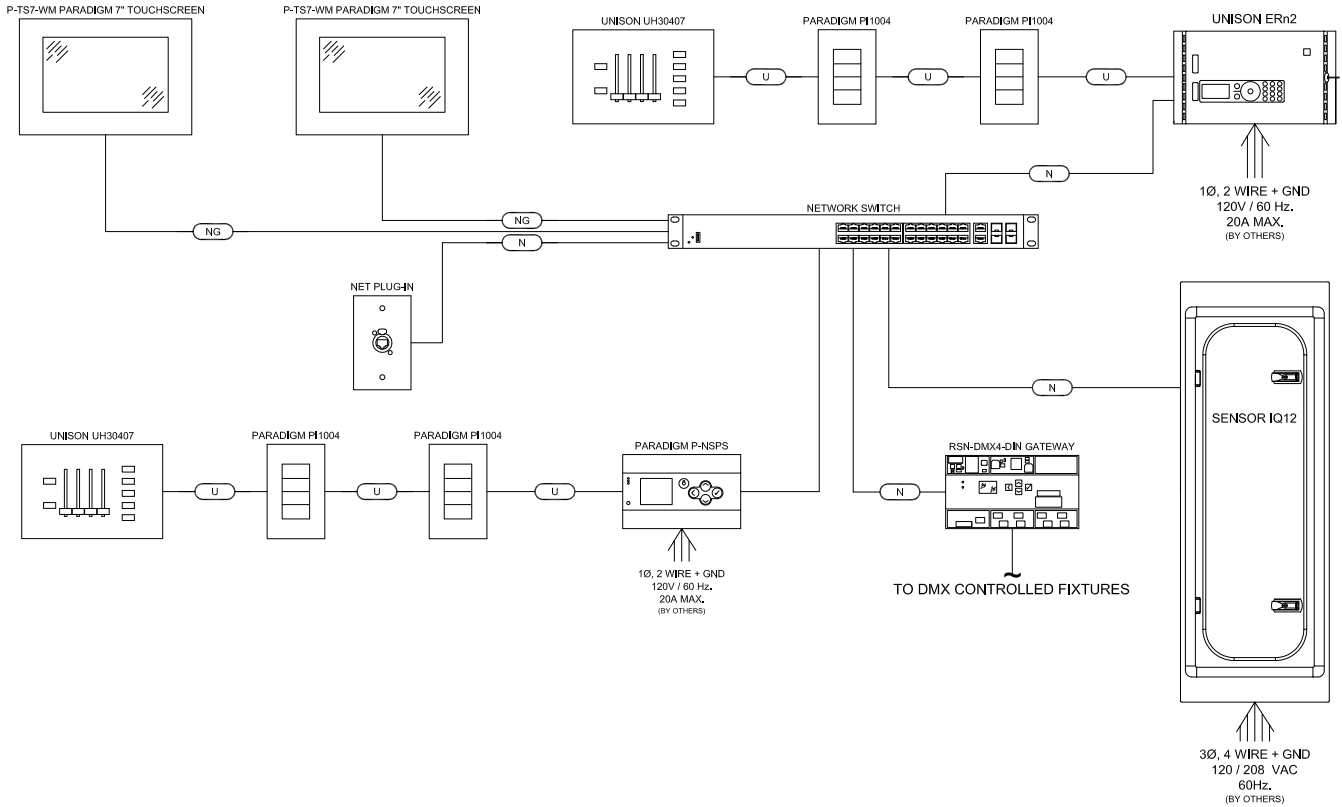 P-TS7-WM PARADIGM 7" TOUCHSCREEN
P-TS7-WM PARADIGM 7" TOUCHSCREEN
UNISON UH30407
PARADIGM PI1004
PARADIGM PI1004
UNISON ERn2
U
U
U
N
1Ø, 2 WIRE + GND
120V / 60 Hz.
20A MAX.
(BY OTHERS)
NETWORK SWITCH
NG
NG
N
NET PLUG-IN
N
SENSOR IQ12
UNISON UH30407
PARADIGM PI1004
PARADIGM PI1004
PARADIGM P-NSPS
RSN-DMX4-DIN GATEWAY
U
U
U
N
1Ø, 2 WIRE + GND
120V / 60 Hz.
20A MAX.
(BY OTHERS)
TO DMX CONTROLLED FIXTURES
3Ø, 4 WIRE + GND
120 / 208 VAC
60Hz.
(BY OTHERS)